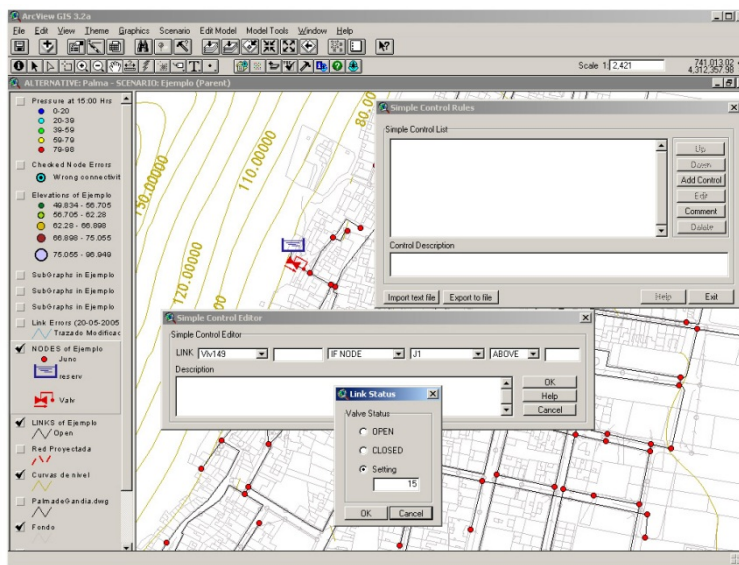 ArcView GIS 3.2a
File Edit View Theme Graphics Scenario Edit Model Model Tools Window Help
Scale 1: 2,421
741,013.02
4,312,357.98
ALTERNATIVE: Palma - SCENARIO: Ejemplo (Parent)
Pressure at 15:00 Hrs
0-20
20-39
39-59
59-79
79-98
Checked Node Errors
Wrong connectivit
Elevations of Ejemplo
49.834 - 56.705
56.705 - 62.28
62.28 - 66.898
66.898 - 75.055
75.055 - 96.949
SubGraphs in Ejemplo
SubGraphs in Ejemplo
SubGraphs in Ejemplo
Link Errors (20-05-2005
Trazado Modificac
NODES of Ejemplo
Junc
reserv
Valv
LINKS of Ejemplo
Open
Red Proyectada
Curvas de nivel
PalmadeGandia.dwg
Fondo
150.00000
120.00000
110.00000
80.00
Simple Control Rules
Simple Control List
Up
Down
Add Control
Edit
Comment
Delete
Control Description
Import text file
Export to file
Help
Exit
Simple Control Editor
Simple Control Editor
LINK Vlv149 IF NODE J1 ABOVE
Description
OK
Help
Cancel
Link Status
Valve Status
OPEN
CLOSED
Setting
15
OK
Cancel